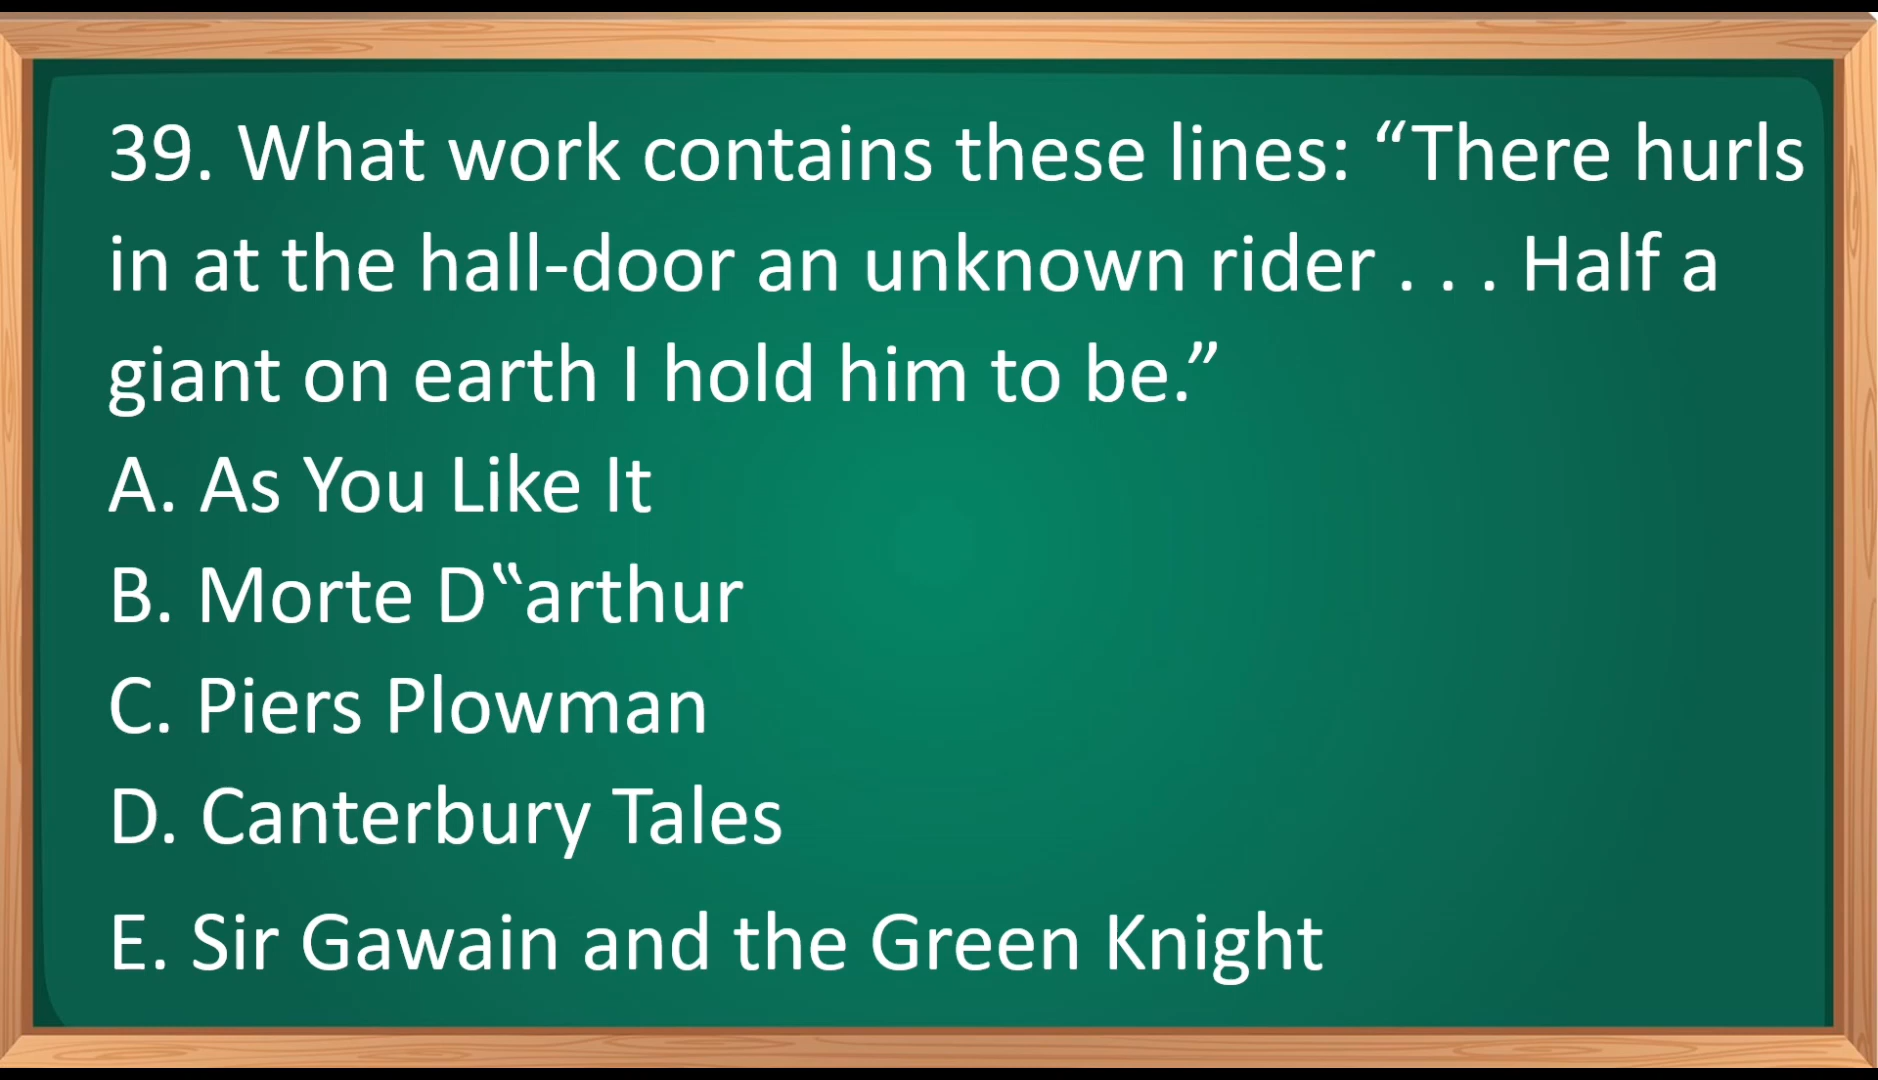 39. What work contains these lines: “There hurls
in at the hall-door an unknown rider . . . Half a
giant on earth I hold him to be.”
A. As You Like It
B. Morte D‟arthur
C. Piers Plowman
D. Canterbury Tales
E. Sir Gawain and the Green Knight